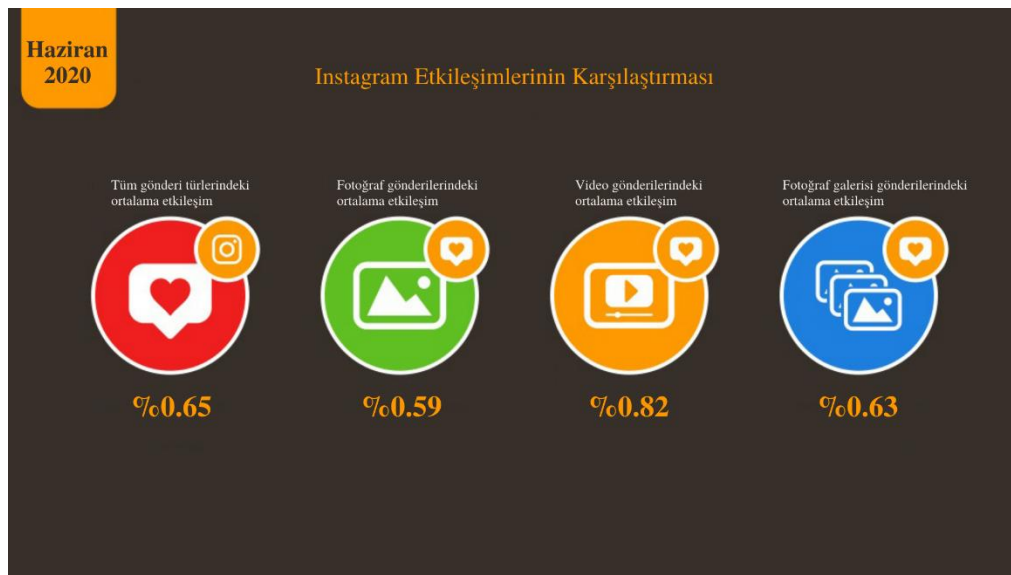 Haziran
2020
Instagram Etkileşimlerinin Karşılaştırması
Tüm gönderi türlerindeki
ortalama etkileşim
%0.65
Fotoğraf gönderilerindeki
ortalama etkileşim
%0.59
Video gönderilerindeki
ortalama etkileşim
%0.82
Fotoğraf galerisi gönderilerindeki
ortalama etkileşim
%0.63